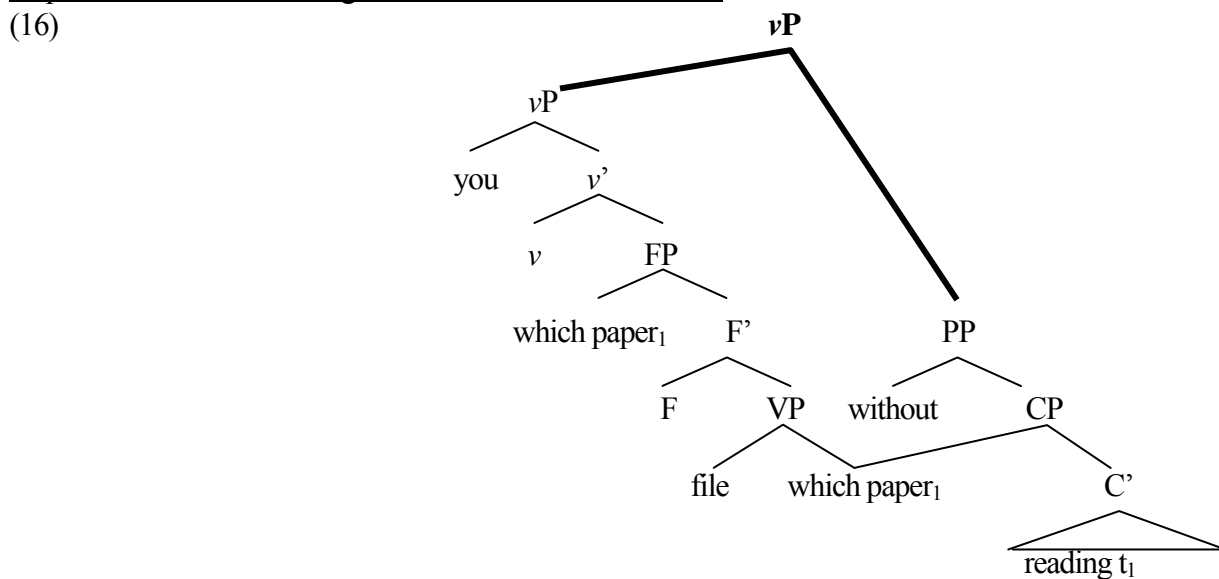 (16)
vP
vP
you v’
v FP
which paper1 F’ PP
F VP without CP
file which paper1 C’
reading t1